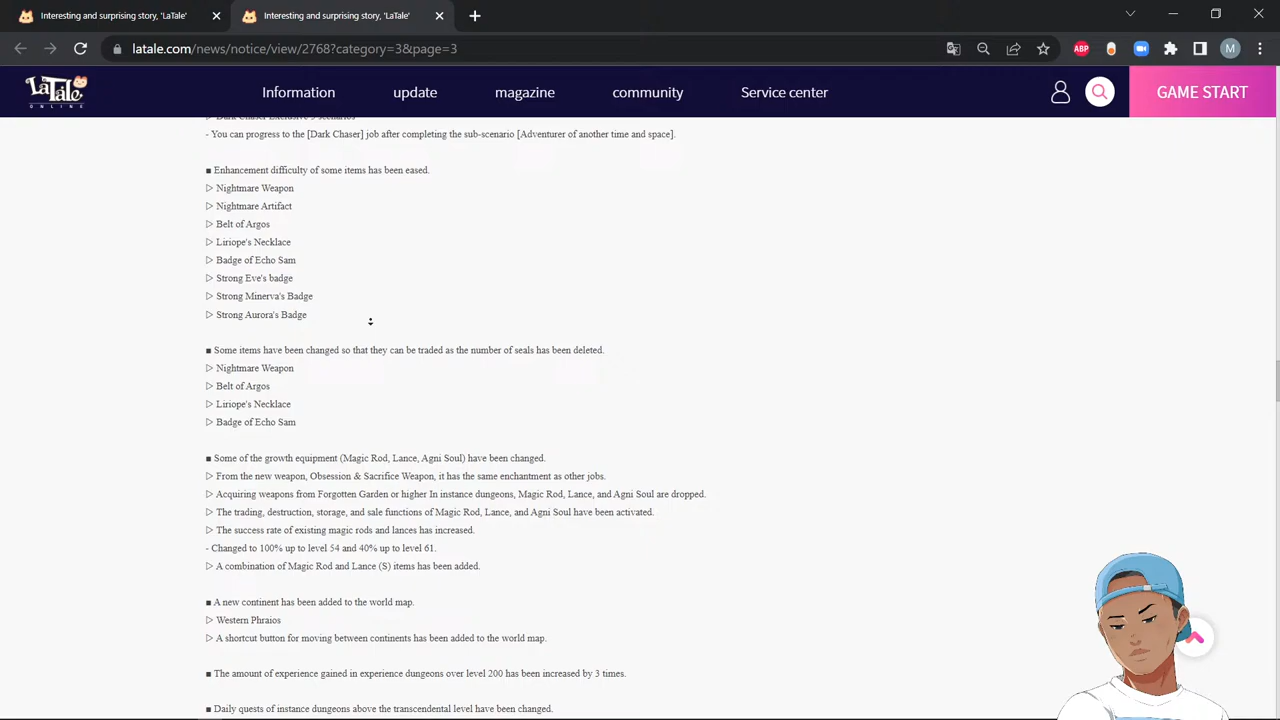 Interesting and surprising story, 'LaTale'
Interesting and surprising story, 'LaTale'
latale.com/news/notice/view/2768?category=3&page=3
ABP
M
LaTale
ONLINE
Information
update
magazine
community
Service center
GAME START
▷ Dark Chaser Exclusive 5 scenarios
- You can progress to the [Dark Chaser] job after completing the sub-scenario [Adventurer of another time and space].
■ Enhancement difficulty of some items has been eased.
▷ Nightmare Weapon
▷ Nightmare Artifact
▷ Belt of Argos
▷ Liriope's Necklace
▷ Badge of Echo Sam
▷ Strong Eve's badge
▷ Strong Minerva's Badge
▷ Strong Aurora's Badge
■ Some items have been changed so that they can be traded as the number of seals has been deleted.
▷ Nightmare Weapon
▷ Belt of Argos
▷ Liriope's Necklace
▷ Badge of Echo Sam
■ Some of the growth equipment (Magic Rod, Lance, Agni Soul) have been changed.
▷ From the new weapon, Obsession & Sacrifice Weapon, it has the same enchantment as other jobs.
▷ Acquiring weapons from Forgotten Garden or higher In instance dungeons, Magic Rod, Lance, and Agni Soul are dropped.
▷ The trading, destruction, storage, and sale functions of Magic Rod, Lance, and Agni Soul have been activated.
▷ The success rate of existing magic rods and lances has increased.
- Changed to 100% up to level 54 and 40% up to level 61.
▷ A combination of Magic Rod and Lance (S) items has been added.
■ A new continent has been added to the world map.
▷ Western Phraios
▷ A shortcut button for moving between continents has been added to the world map.
■ The amount of experience gained in experience dungeons over level 200 has been increased by 3 times.
■ Daily quests of instance dungeons above the transcendental level have been changed.